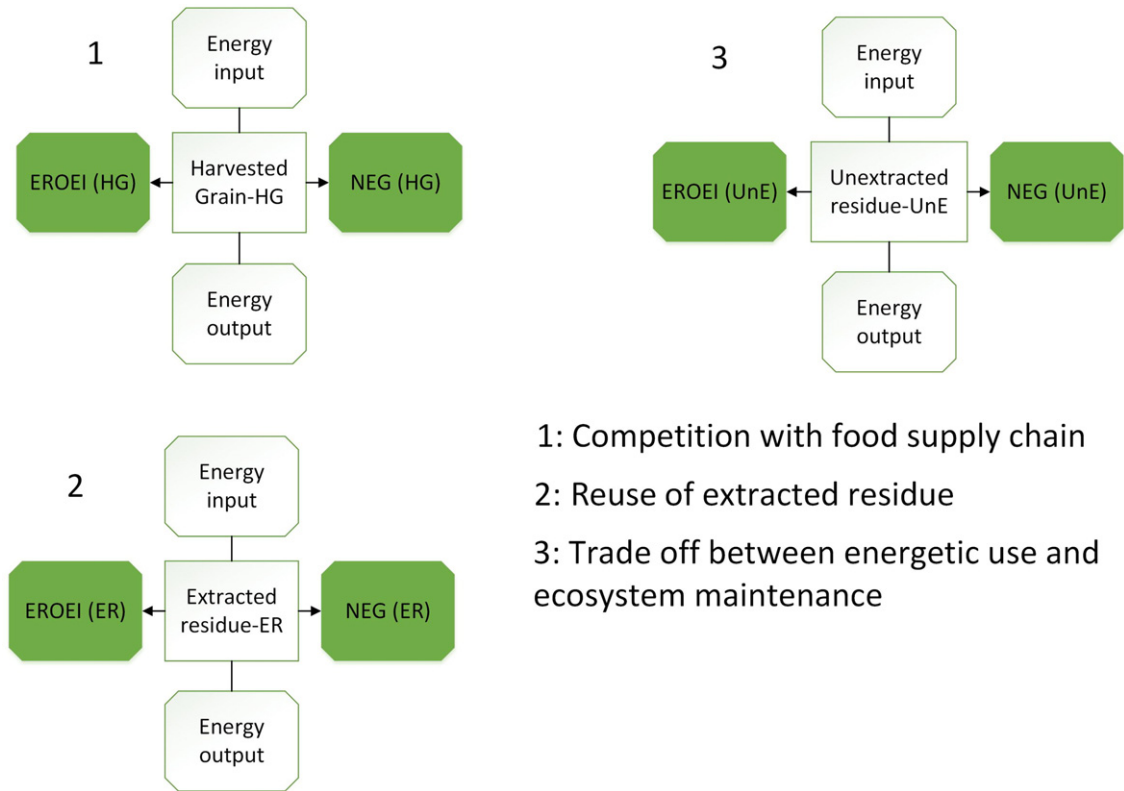 1
Energy
input
EROEI (HG)
Harvested
Grain-HG
NEG (HG)
Energy
output
3
Energy
input
EROEI (UnE)
Unextracted
residue-UnE
NEG (UnE)
Energy
output
2
Energy
input
EROEI (ER)
Extracted
residue-ER
NEG (ER)
Energy
output
1: Competition with food supply chain
2: Reuse of extracted residue
3: Trade off between energetic use and
ecosystem maintenance